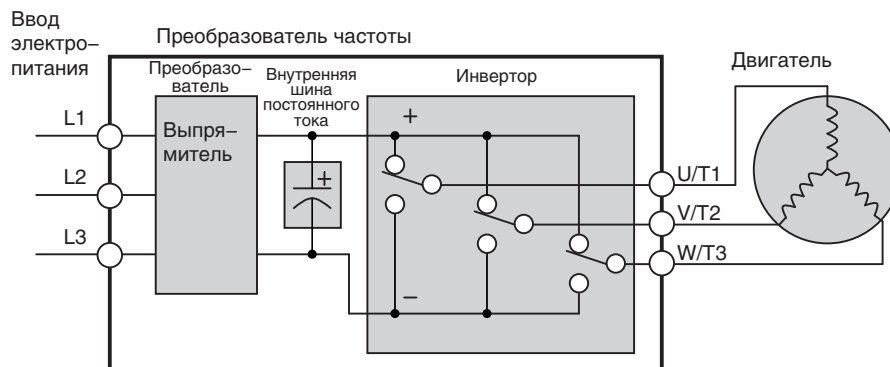 Ввод
электро–
питания
Преобразователь частоты
Преобразо–
ватель
Внутренняя
шина
постоянного
тока
Инвертор
Двигатель
L1
L2
L3
Выпря–
митель
+
+
–
U/T1
V/T2
W/T3